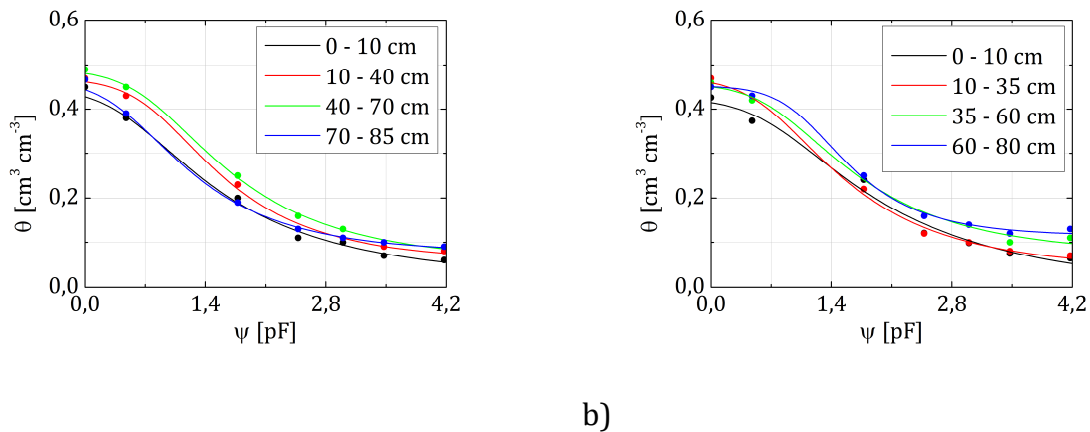 0,6
0,4
0,2
0,0
θ [cm³ cm⁻³]
0 - 10 cm
10 - 40 cm
40 - 70 cm
70 - 85 cm
0,0 1,4 2,8 4,2
ψ [pF]
0,6
0,4
0,2
0,0
θ [cm³ cm⁻³]
0 - 10 cm
10 - 35 cm
35 - 60 cm
60 - 80 cm
0,0 1,4 2,8 4,2
ψ [pF]
b)